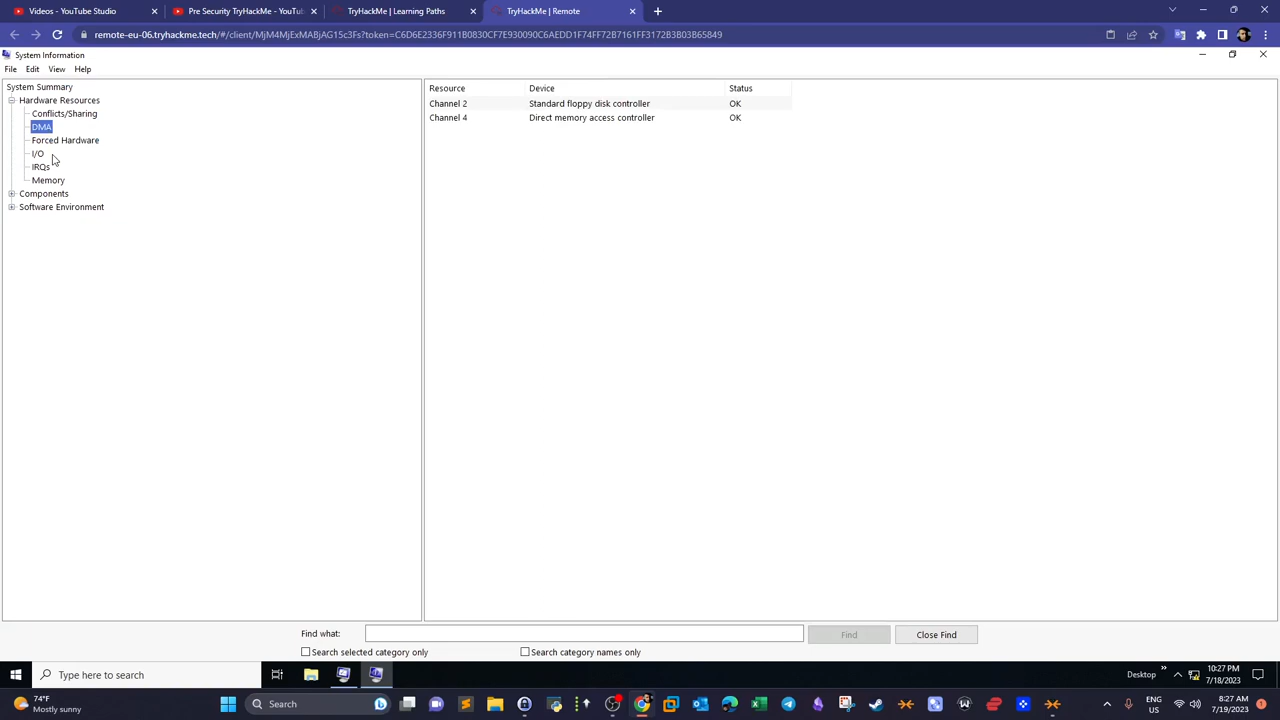 Videos - YouTube Studio
Pre Security TryHackMe - YouTub
TryHackMe | Learning Paths
TryHackMe | Remote
remote-eu-06.tryhackme.tech/#/client/MjM4MjExMABjAG15c3Fs?token=C6D6E2336F911B0830CF7E930090C6AEDD1F74FF72B7161FF3172B3B03B65849
System Information
File Edit View Help
System Summary
Hardware Resources
Conflicts/Sharing
DMA
Forced Hardware
I/O
IRQs
Memory
Components
Software Environment
Resource Device Status
Channel 2 Standard floppy disk controller OK
Channel 4 Direct memory access controller OK
Find what:
Find
Close Find
Search selected category only
Search category names only
Type here to search
Desktop
10:27 PM
7/18/2023
74°F
Mostly sunny
Search
ENG
US
8:27 AM
7/19/2023